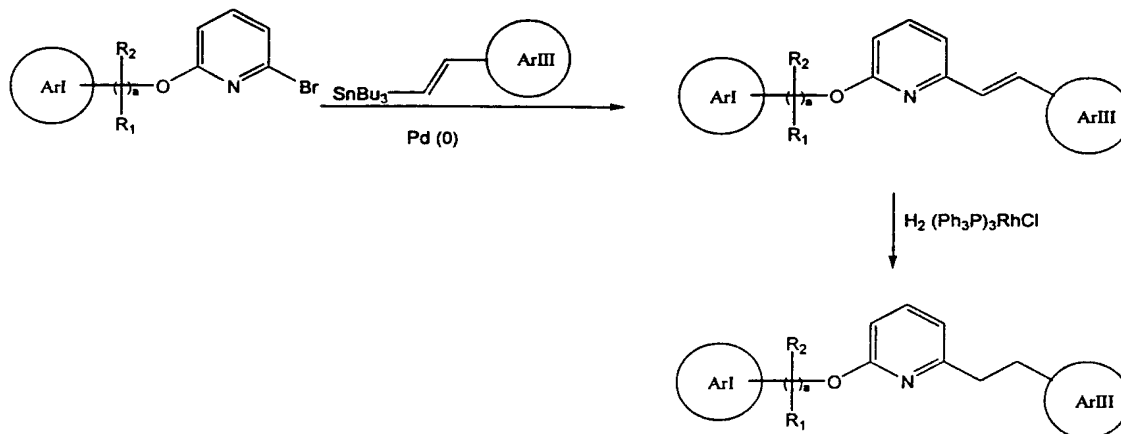 ArI
R2
( )a
R1
O
N
Br
SnBu3
ArIII
Pd (0)
ArI
R2
( )a
R1
O
N
ArIII
H2 (Ph3P)3RhCl
ArI
R2
( )a
R1
O
N
ArIII